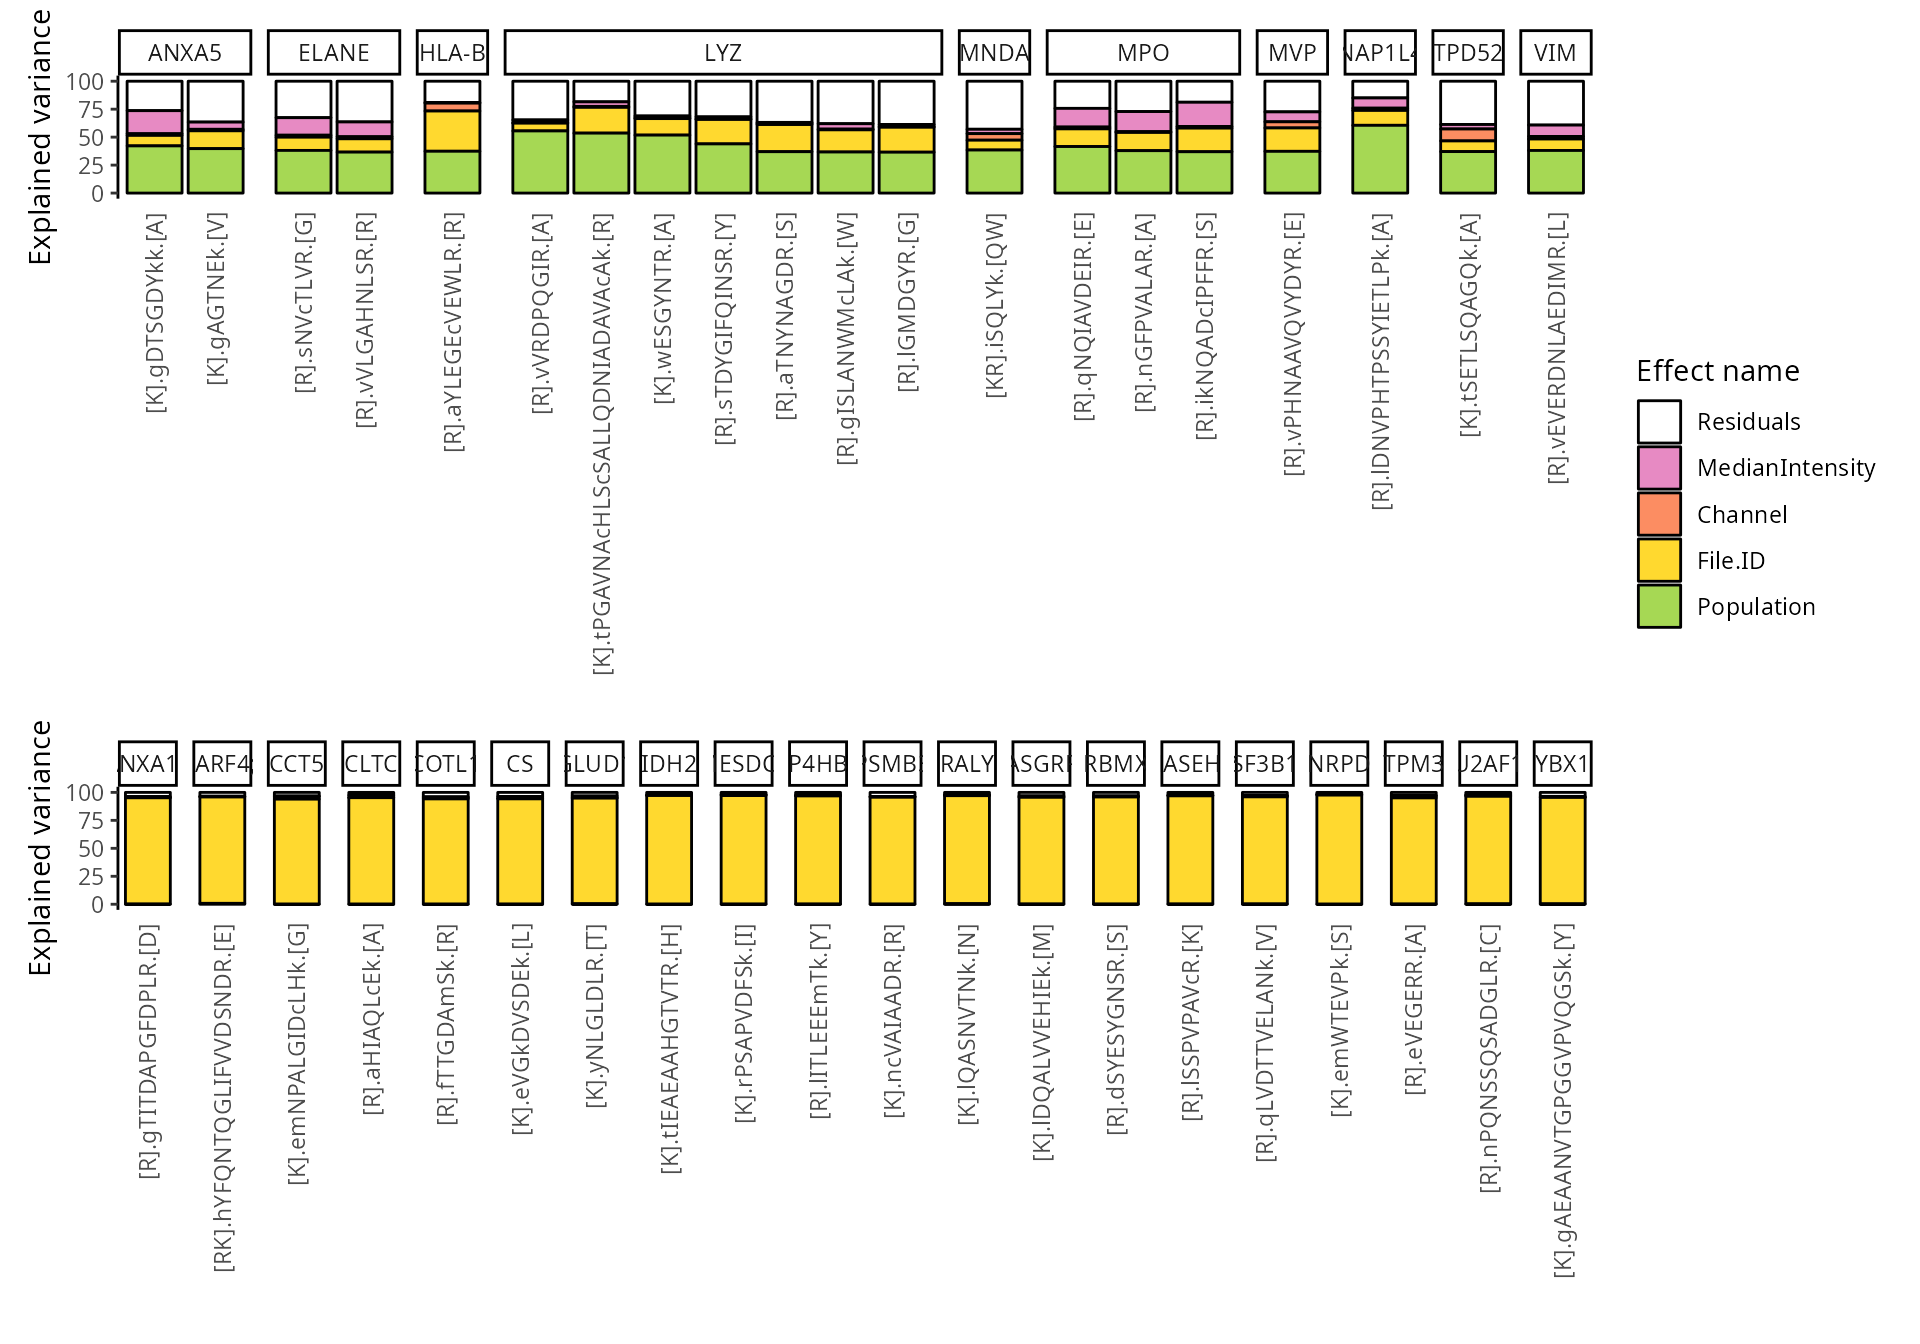 Explained variance
ANXA5
ELANE
HLA-B
LYZ
MNDA
MPO
MVP
NAP1L4
TPD52
VIM
100
75
50
25
0
[K].gDTSGDYkk.[A]
[K].gAGTNEk.[V]
[R].sNVcTLVR.[G]
[R].vVLGAHNLSR.[R]
[R].aYLEGEcVEWLR.[R]
[R].vVRDPQGIR.[A]
[K].tPGAVNAcHLScSALLQDNIADAVAcAk.[R]
[K].wESGYNTR.[A]
[R].sTDYGIFQINSR.[Y]
[R].aTNYNAGDR.[S]
[R].gISLANWMcLAk.[W]
[R].lGMDGYR.[G]
[KR].iSQLYk.[QW]
[R].qNQIAVDEIR.[E]
[R].nGFPVALAR.[A]
[R].ikNQADcIPFFR.[S]
[R].vPHNAAVQVYDYR.[E]
[R].lDNVPHTPSSYIETLPk.[A]
[K].tSETLSQAGQk.[A]
[R].vEVERDNLAEDIMR.[L]
Effect name
Residuals
MedianIntensity
Channel
File.ID
Population
Explained variance
NXA1
ARF4
CCT5
CLTC
COTL1
CS
GLUD
IDH2
ESDC
P4HB
PSMB
RALY
ASGRP
RBMX
ASEH
SF3B1
NRPD
TPM3
U2AF1
YBX1
100
75
50
25
0
[R].gTITDAPGFDPLR.[D]
[RK].hYFQNTQGLIFVVDSNDR.[E]
[K].emNPALGIDcLHk.[G]
[R].aHIAQLcEk.[A]
[R].fTTGDAmSk.[R]
[K].eVGkDVSDEk.[L]
[K].yNLGLDLR.[T]
[K].tIEAEAAHGTVTR.[H]
[K].rPSAPVDFSk.[I]
[R].lITLEEEmTk.[Y]
[K].ncVAIAADR.[R]
[K].lQASNVTNk.[N]
[K].lDQALVVEHIEk.[M]
[R].dSYESYGNSR.[S]
[R].lSSPVPAVcR.[K]
[R].qLVDTTVELANk.[V]
[K].emWTEVPk.[S]
[R].eVEGERR.[A]
[R].nPQNSSQSADGLR.[C]
[K].gAEAANVTGPGGVPVQGSk.[Y]